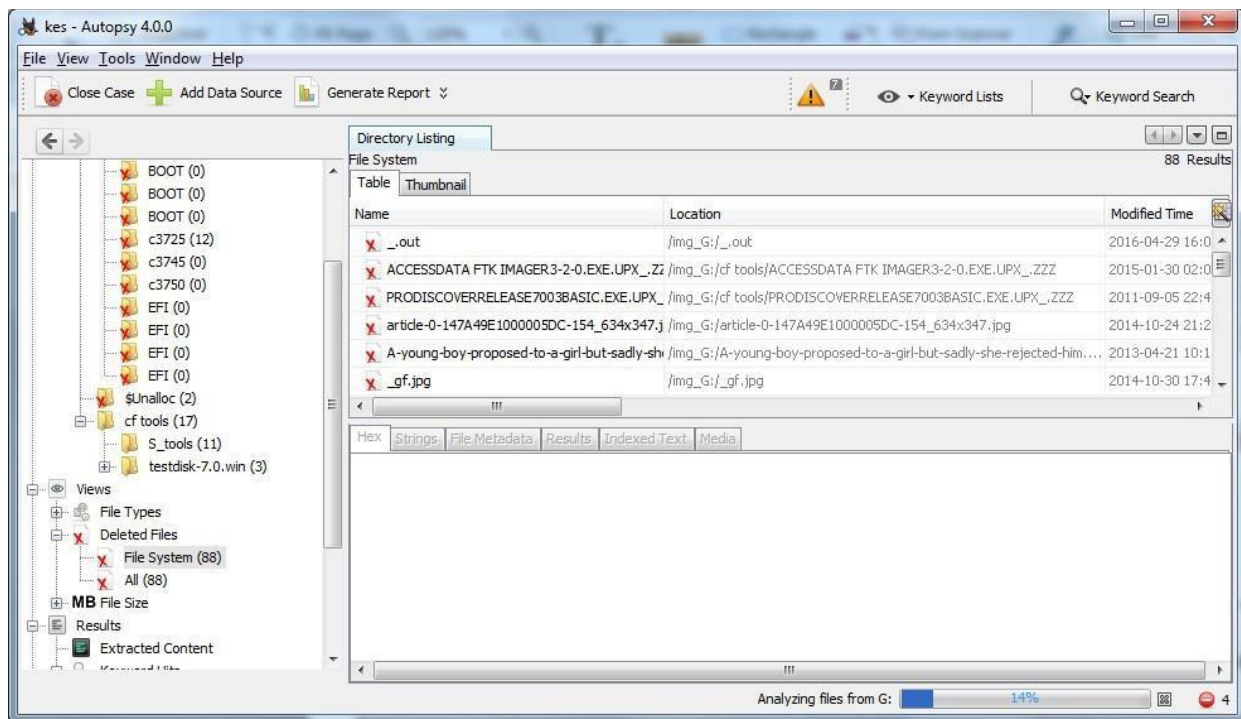 kes - Autopsy 4.0.0
File View Tools Window Help
Close Case Add Data Source Generate Report 7 Keyword Lists Keyword Search
BOOT (0)
BOOT (0)
BOOT (0)
c3725 (12)
c3745 (0)
c3750 (0)
EFI (0)
EFI (0)
EFI (0)
EFI (0)
$Unalloc (2)
cf tools (17)
S_tools (11)
testdisk-7.0.win (3)
Views
File Types
Deleted Files
File System (88)
All (88)
MB File Size
Results
Extracted Content
Directory Listing
File System 88 Results
Table Thumbnail
Name Location Modified Time
_.out /img_G:/_.out 2016-04-29 16:0
ACCESSDATA FTK IMAGER3-2-0.EXE.UPX_.ZZ /img_G:/cf tools/ACCESSDATA FTK IMAGER3-2-0.EXE.UPX_.ZZZ 2015-01-30 02:0
PRODISCOVERRELEASE7003BASIC.EXE.UPX_ /img_G:/cf tools/PRODISCOVERRELEASE7003BASIC.EXE.UPX_.ZZZ 2011-09-05 22:4
article-0-147A49E1000005DC-154_634x347.j /img_G:/article-0-147A49E1000005DC-154_634x347.jpg 2014-10-24 21:2
A-young-boy-proposed-to-a-girl-but-sadly-sh /img_G:/A-young-boy-proposed-to-a-girl-but-sadly-she-rejected-him.... 2013-04-21 10:1
_gf.jpg /img_G:/_gf.jpg 2014-10-30 17:4
Hex Strings File Metadata Results Indexed Text Media
Analyzing files from G: 14% 4